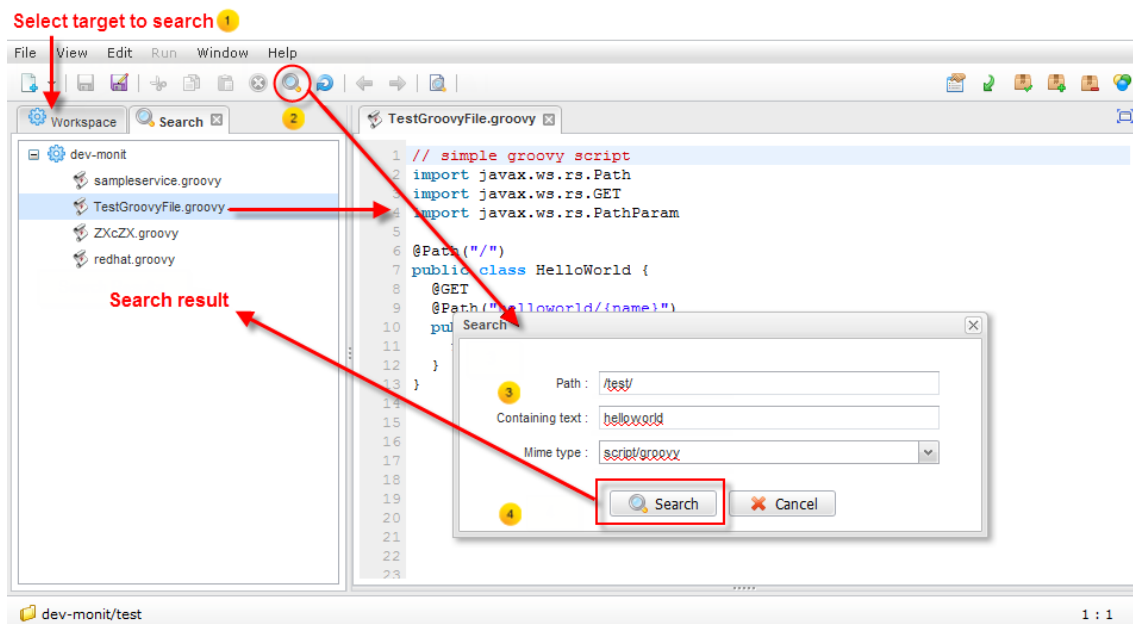 Select target to search 1
File View Edit Run Window Help
Workspace Search 2 TestGroovyFile.groovy
dev-monit
sampleservice.groovy
TestGroovyFile.groovy
ZXcZX.groovy
redhat.groovy
Search result
1 // simple groovy script
2 import javax.ws.rs.Path
3 import javax.ws.rs.GET
4 import javax.ws.rs.PathParam
5
6 @Path("/")
7 public class HelloWorld {
8 @GET
9 @Path("helloworld/{name}")
10 pu
11
12 }
13 }
14
15
16
17
18
19
20
21
22
23
Search
3 Path : /test/
Containing text : helloworld
Mime type : script/groovy
4 Search Cancel
dev-monit/test 1 : 1